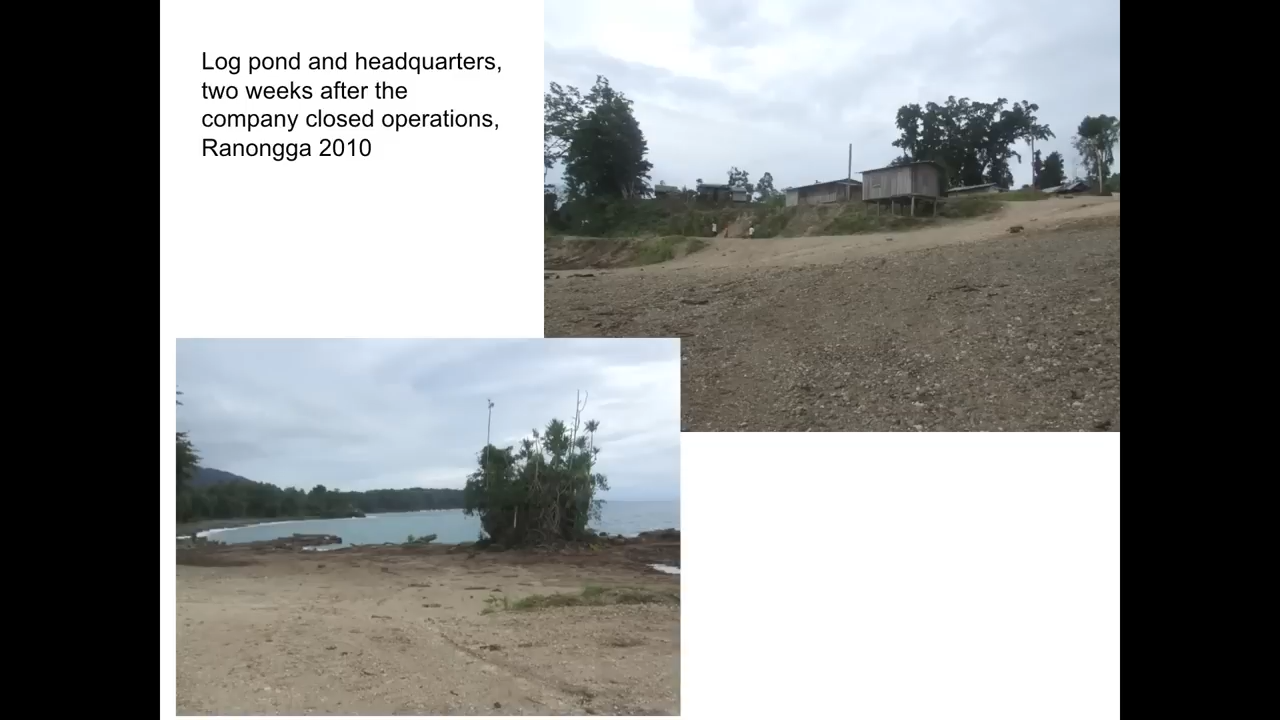 Log pond and headquarters,
two weeks after the
company closed operations,
Ranongga 2010